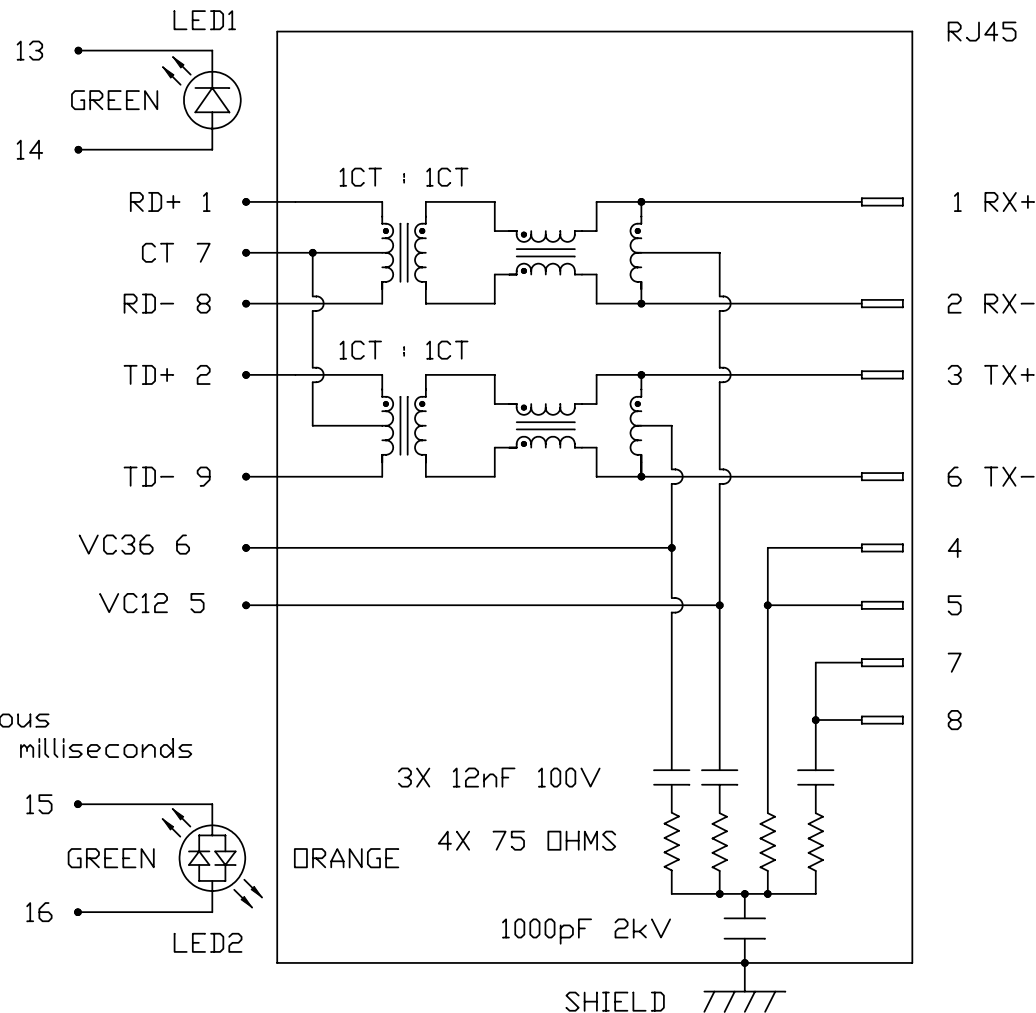 LED1
RJ45
13
GREEN
14
1CT : 1CT
RD+ 1
1 RX+
CT 7
RD- 8
2 RX-
1CT : 1CT
TD+ 2
3 TX+
TD- 9
6 TX-
VC36 6
4
VC12 5
5
7
8
ous
milliseconds
3X 12nF 100V
15
4X 75 OHMS
GREEN
ORANGE
16
1000pF 2kV
LED2
SHIELD